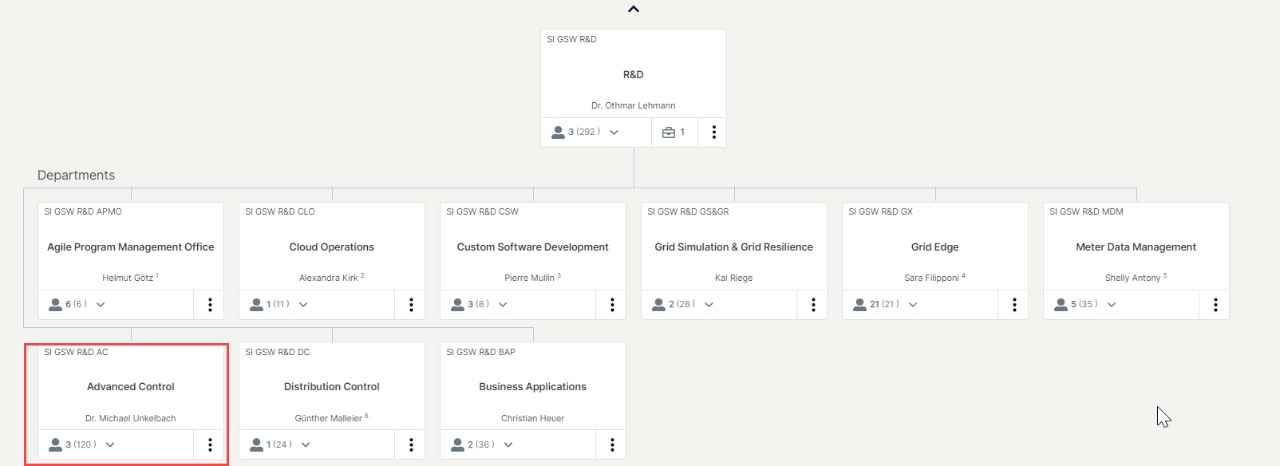 SI GSW R&D
R&D
Dr. Othmar Lehmann
3 (292 ) 1
Departments
SI GSW R&D APMO
Agile Program Management Office
Helmut Götz 1
6 (6 )
SI GSW R&D CLO
Cloud Operations
Alexandra Kirk 2
1 (11 )
SI GSW R&D CSW
Custom Software Development
Pierre Mullin 3
3 (8 )
SI GSW R&D GS&GR
Grid Simulation & Grid Resilience
Kai Riege
2 (28 )
SI GSW R&D GX
Grid Edge
Sara Filipponi 4
21 (21 )
SI GSW R&D MDM
Meter Data Management
Shelly Antony 5
5 (35 )
SI GSW R&D AC
Advanced Control
Dr. Michael Unkelbach
3 (120 )
SI GSW R&D DC
Distribution Control
Günther Malleier 6
1 (24 )
SI GSW R&D BAP
Business Applications
Christian Heuer
2 (36 )